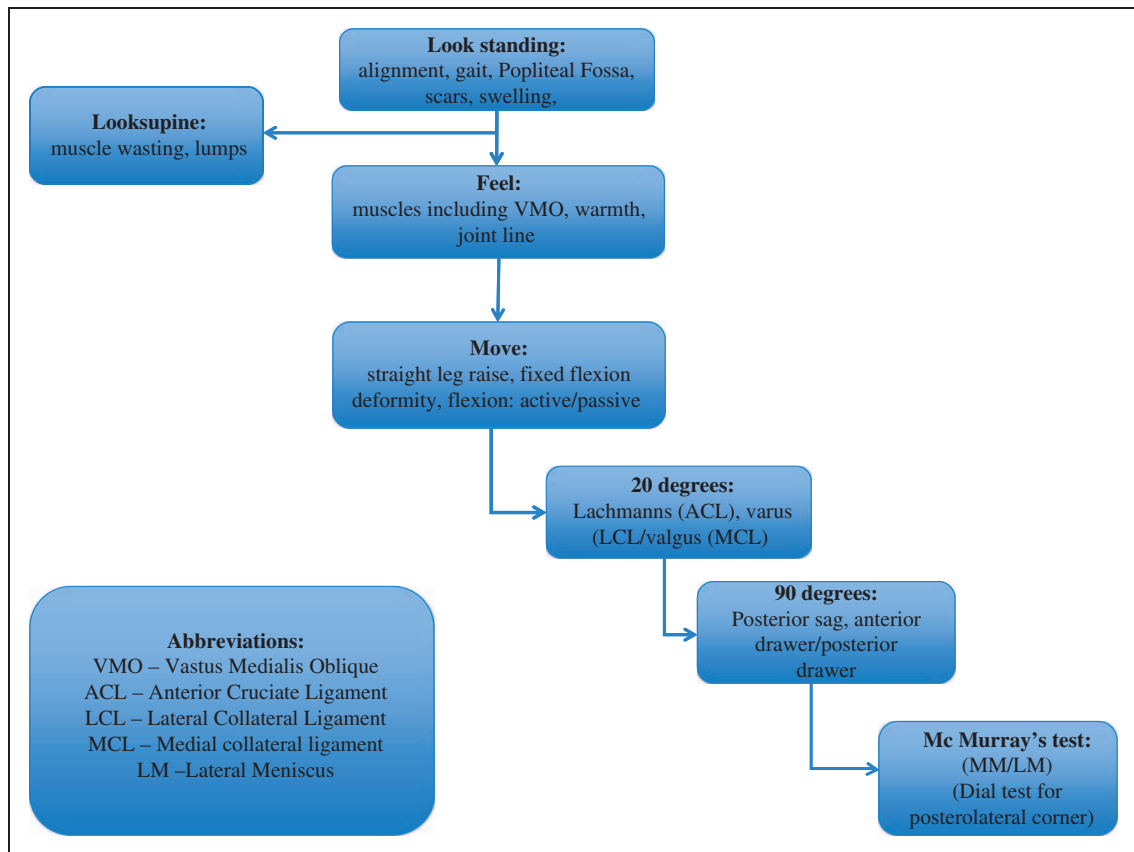 Look standing:
alignment, gait, Popliteal Fossa,
scars, swelling,
Looksupine:
muscle wasting, lumps
Feel:
muscles including VMO, warmth,
joint line
Move:
straight leg raise, fixed flexion
deformity, flexion: active/passive
20 degrees:
Lachmanns (ACL), varus
(LCL/valgus (MCL)
90 degrees:
Posterior sag, anterior
drawer/posterior
drawer
Mc Murray’s test:
(MM/LM)
(Dial test for
posterolateral corner)
Abbreviations:
VMO – Vastus Medialis Oblique
ACL – Anterior Cruciate Ligament
LCL – Lateral Collateral Ligament
MCL – Medial collateral ligament
LM –Lateral Meniscus